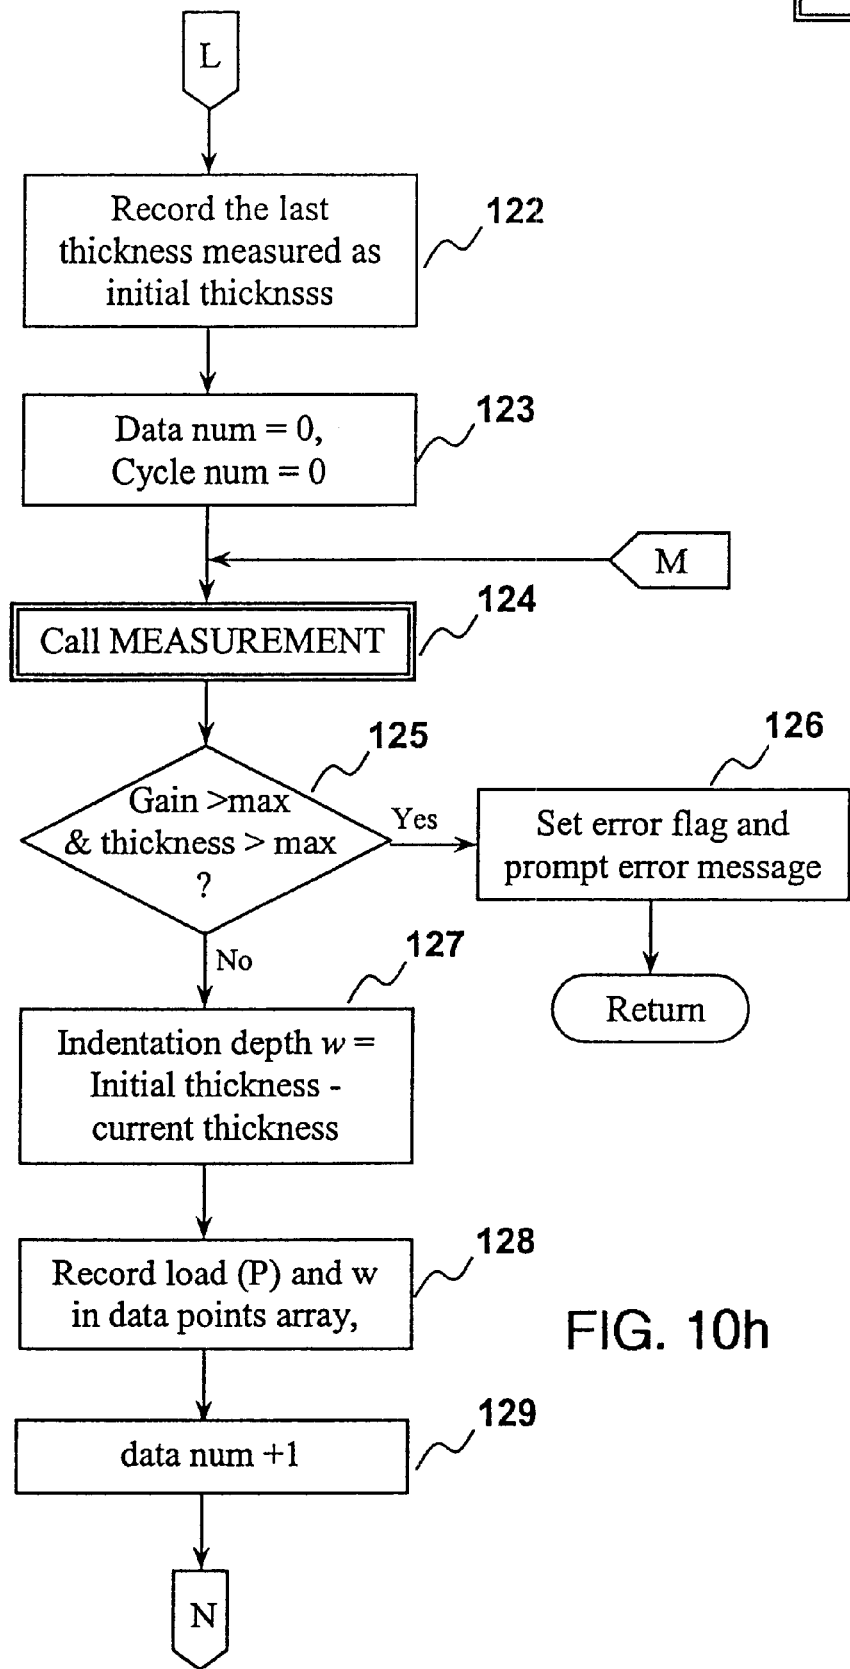 L
Record the last
thickness measured as
initial thicknsss
122
Data num = 0,
Cycle num = 0
123
M
Call MEASUREMENT
124
Gain >max
& thickness > max
?
125
Yes
Set error flag and
prompt error message
126
Return
No
Indentation depth w =
Initial thickness -
current thickness
127
Record load (P) and w
in data points array,
128
FIG. 10h
data num +1
129
N